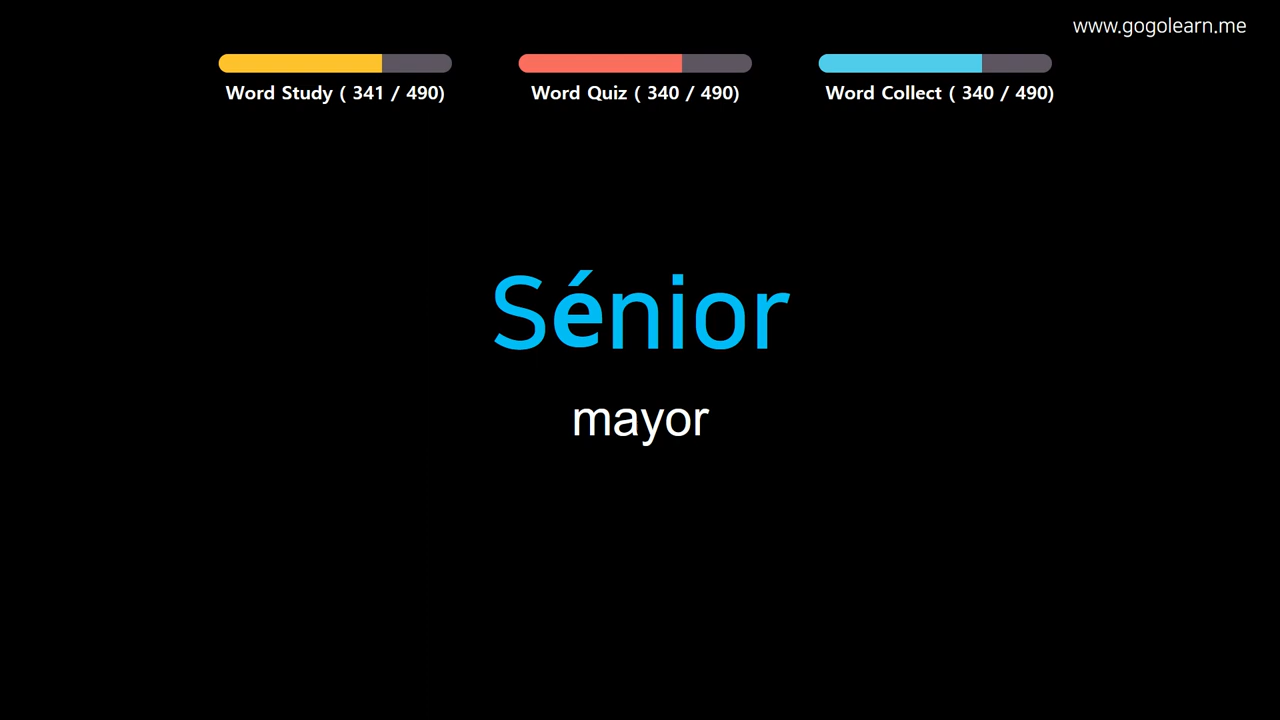 www.gogolearn.me
Word Study ( 341 / 490)
Word Quiz ( 340 / 490)
Word Collect ( 340 / 490)
Sénior
mayor